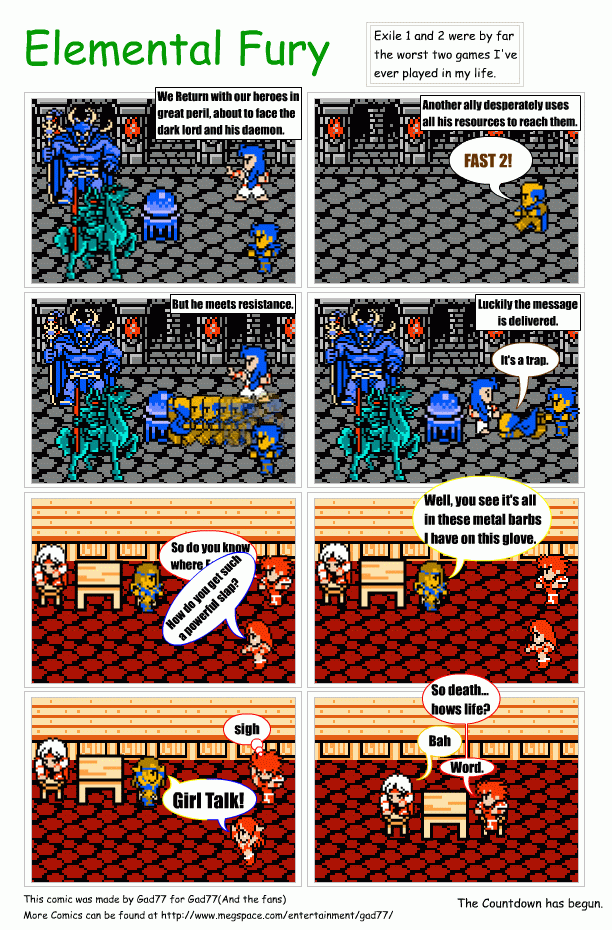 Elemental Fury
Exile 1 and 2 were by far
the worst two games I've
ever played in my life.
We Return with our heroes in
great peril, about to face the
dark lord and his daemon.
Another ally desperately uses
all his resources to reach them.
FAST 2!
But he meets resistance.
Luckily the message
is delivered.
It's a trap.
So do you know
where
How do you get such
a powerful slap?
Well, you see it's all
in these metal barbs
I have on this glove.
sigh
Girl Talk!
So death...
hows life?
Bah
Word.
This comic was made by Gad77 for Gad77(And the fans)
More Comics can be found at http://www.megspace.com/entertainment/gad77/
The Countdown has begun.